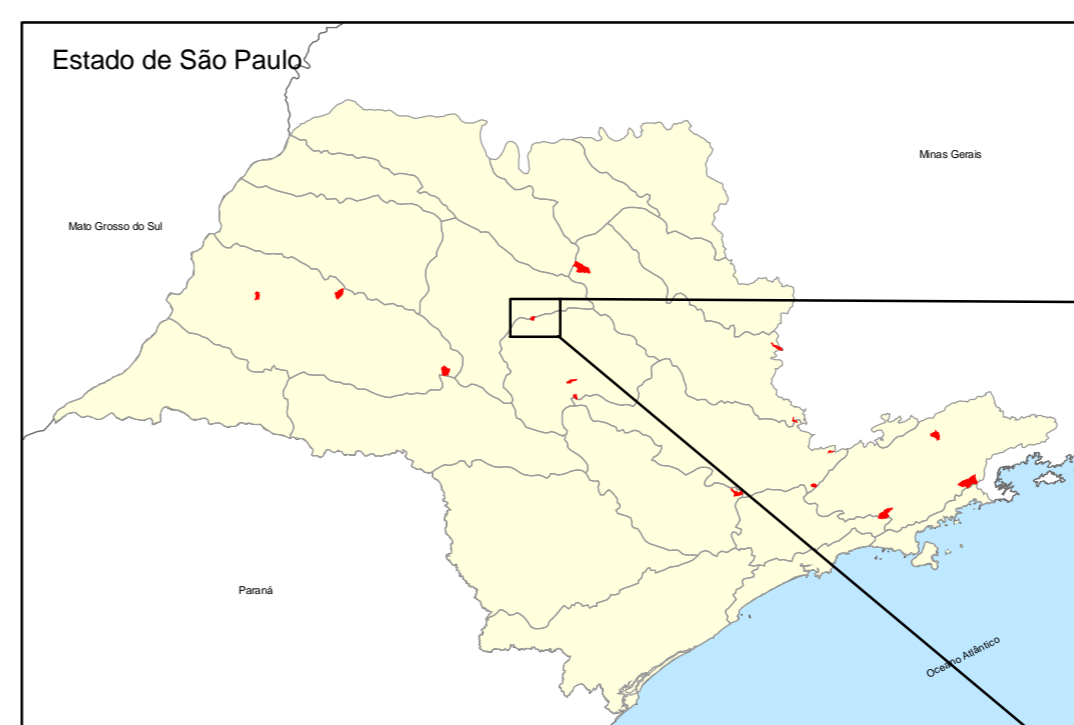 Estado de São Paulo
Minas Gerais
Mato Grosso do Sul
Paraná
Oceano Atlântico